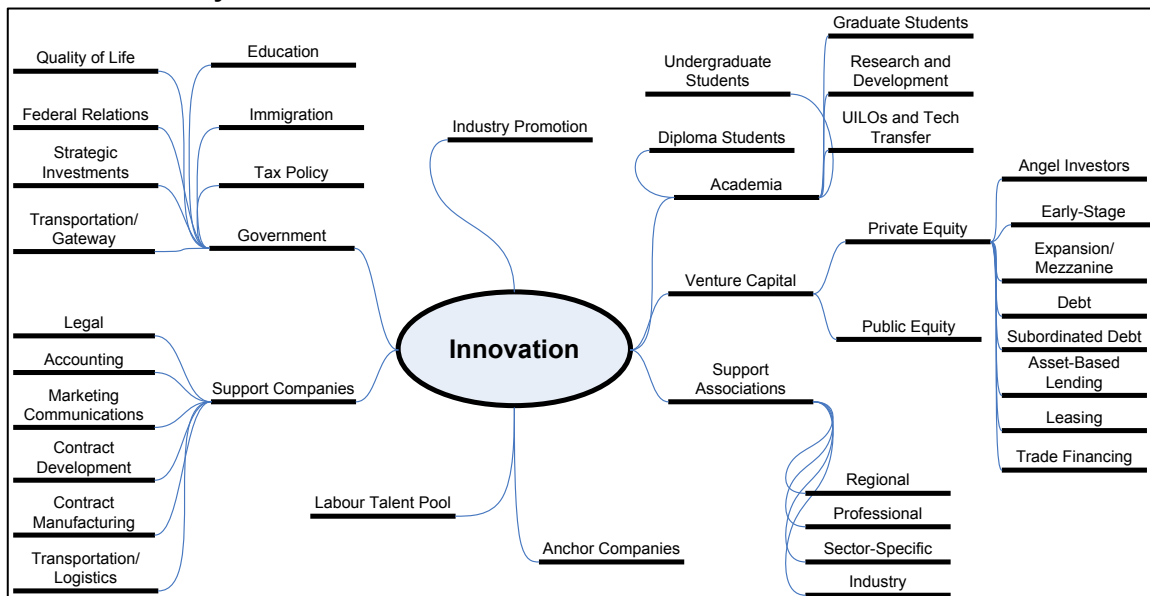 Quality of Life
Federal Relations
Strategic
Investments
Transportation/
Gateway
Education
Immigration
Tax Policy
Government
Industry Promotion
Undergraduate
Students
Diploma Students
Academia
Graduate Students
Research and
Development
UILOs and Tech
Transfer
Innovation
Venture Capital
Private Equity
Public Equity
Angel Investors
Early-Stage
Expansion/
Mezzanine
Debt
Subordinated Debt
Asset-Based
Lending
Leasing
Trade Financing
Support
Associations
Regional
Professional
Sector-Specific
Industry
Legal
Accounting
Marketing
Communications
Contract
Development
Contract
Manufacturing
Transportation/
Logistics
Support Companies
Labour Talent Pool
Anchor Companies